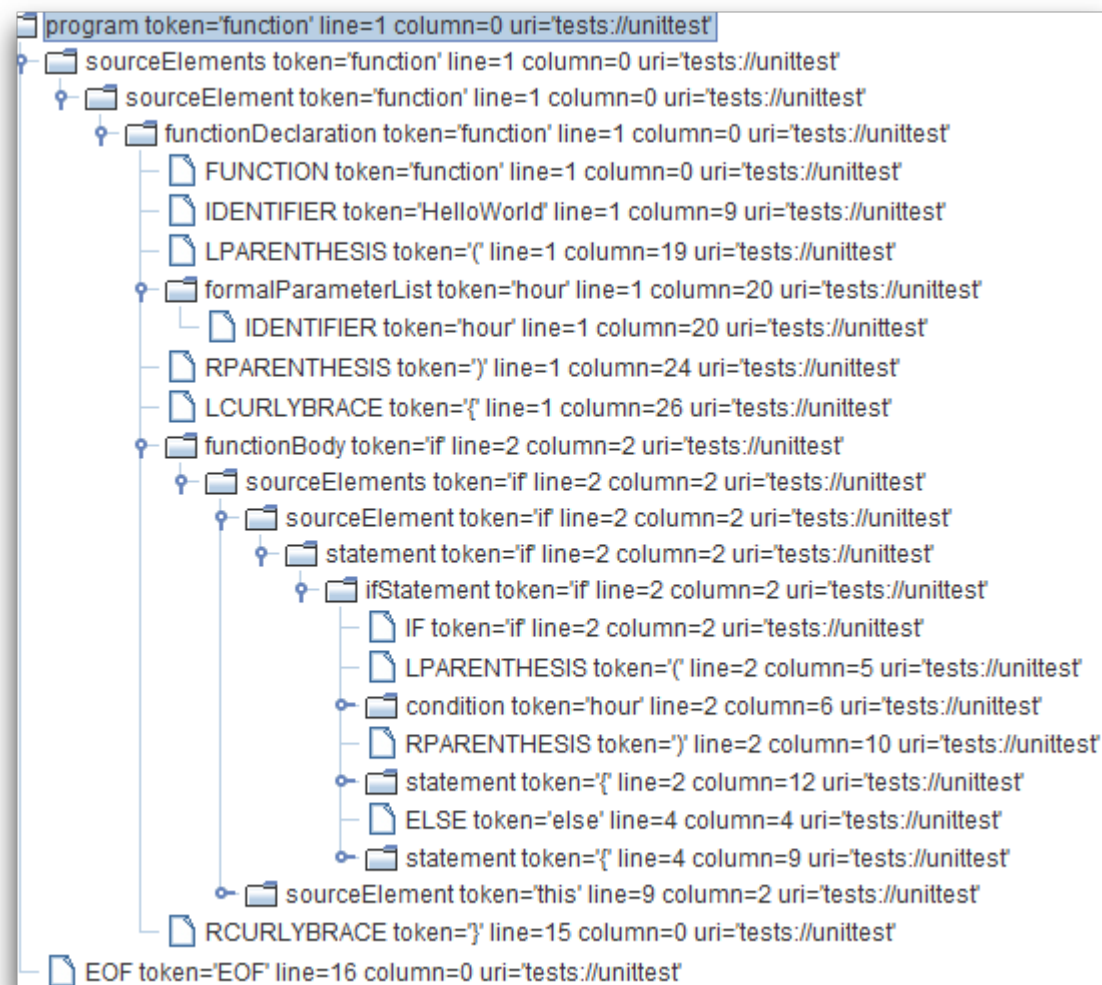 program token='function' line=1 column=0 uri='tests://unittest'
sourceElements token='function' line=1 column=0 uri='tests://unittest'
sourceElement token='function' line=1 column=0 uri='tests://unittest'
functionDeclaration token='function' line=1 column=0 uri='tests://unittest'
FUNCTION token='function' line=1 column=0 uri='tests://unittest'
IDENTIFIER token='HelloWorld' line=1 column=9 uri='tests://unittest'
LPARENTHESIS token='(' line=1 column=19 uri='tests://unittest'
formalParameterList token='hour' line=1 column=20 uri='tests://unittest'
IDENTIFIER token='hour' line=1 column=20 uri='tests://unittest'
RPARENTHESIS token=')' line=1 column=24 uri='tests://unittest'
LCURLYBRACE token='{' line=1 column=26 uri='tests://unittest'
functionBody token='if' line=2 column=2 uri='tests://unittest'
sourceElements token='if' line=2 column=2 uri='tests://unittest'
sourceElement token='if' line=2 column=2 uri='tests://unittest'
statement token='if' line=2 column=2 uri='tests://unittest'
ifStatement token='if' line=2 column=2 uri='tests://unittest'
IF token='if' line=2 column=2 uri='tests://unittest'
LPARENTHESIS token='(' line=2 column=5 uri='tests://unittest'
condition token='hour' line=2 column=6 uri='tests://unittest'
RPARENTHESIS token=')' line=2 column=10 uri='tests://unittest'
statement token='{' line=2 column=12 uri='tests://unittest'
ELSE token='else' line=4 column=4 uri='tests://unittest'
statement token='{' line=4 column=9 uri='tests://unittest'
sourceElement token='this' line=9 column=2 uri='tests://unittest'
RCURLYBRACE token='}' line=15 column=0 uri='tests://unittest'
EOF token='EOF' line=16 column=0 uri='tests://unittest'